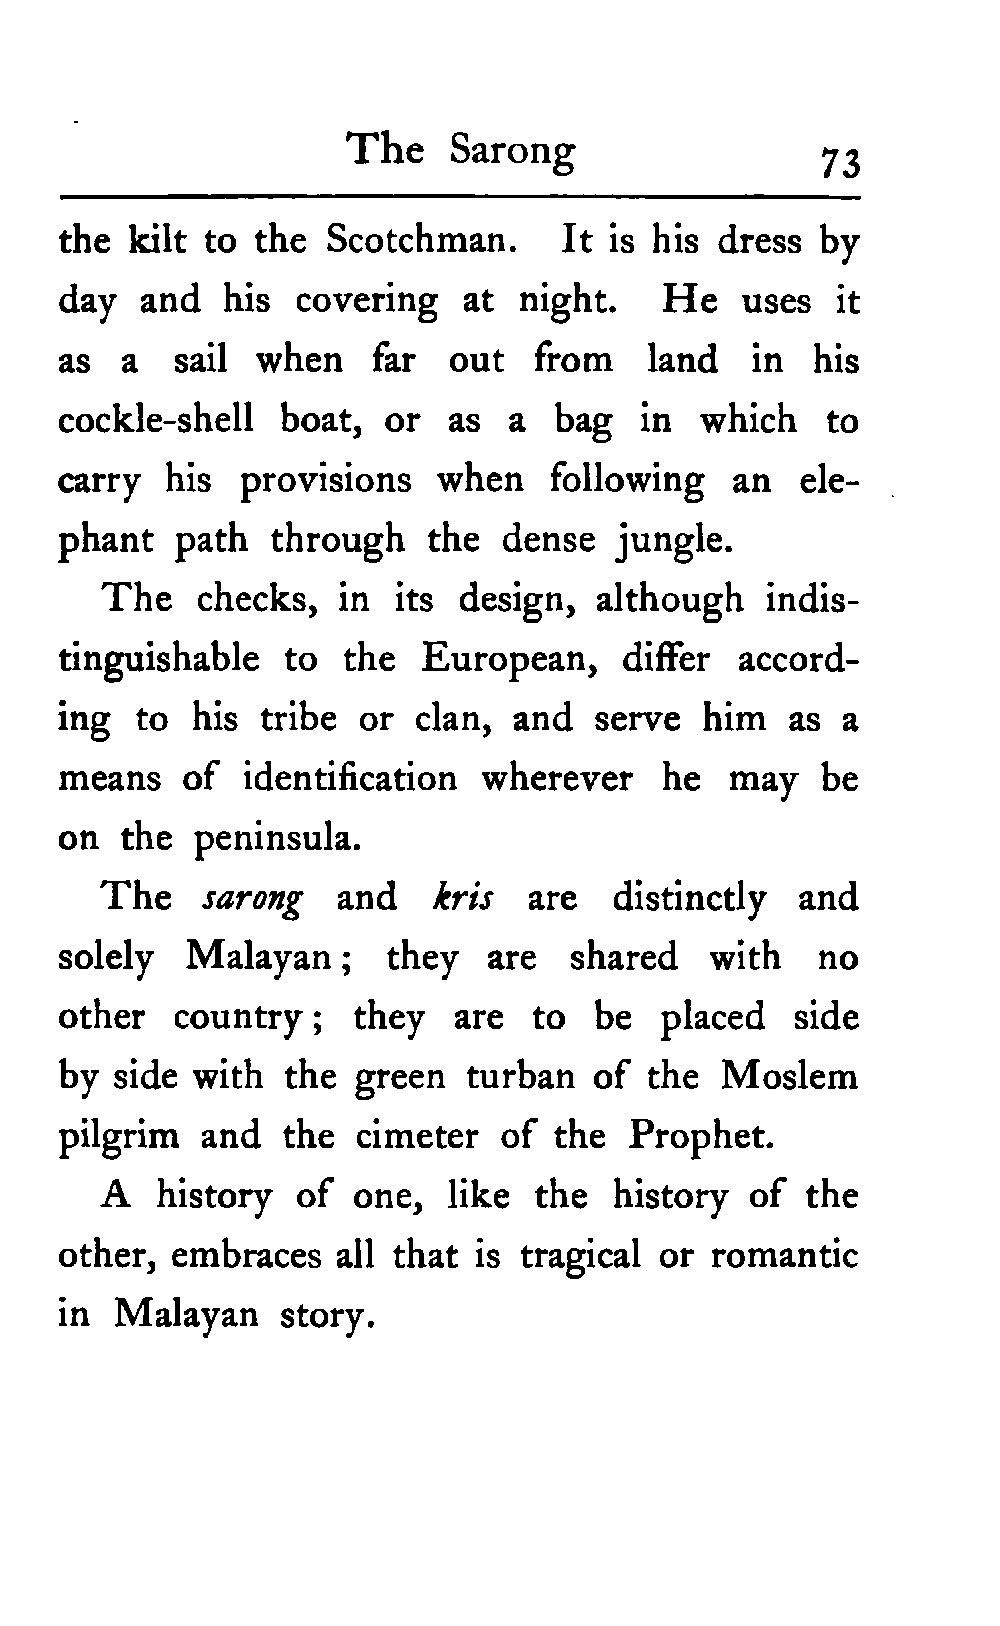 The Sarong 73
the kilt to the Scotchman. It is his dress by
day and his covering at night. He uses it
as a sail when far out from land in his
cockle-shell boat, or as a bag in which to
carry his provisions when following an ele-
phant path through the dense jungle.
The checks, in its design, although indis-
tinguishable to the European, differ accord-
ing to his tribe or clan, and serve him as a
means of identification wherever he may be
on the peninsula.
The sarong and kris are distinctly and
solely Malayan; they are shared with no
other country; they are to be placed side
by side with the green turban of the Moslem
pilgrim and the cimeter of the Prophet.
A history of one, like the history of the
other, embraces all that is tragical or romantic
in Malayan story.